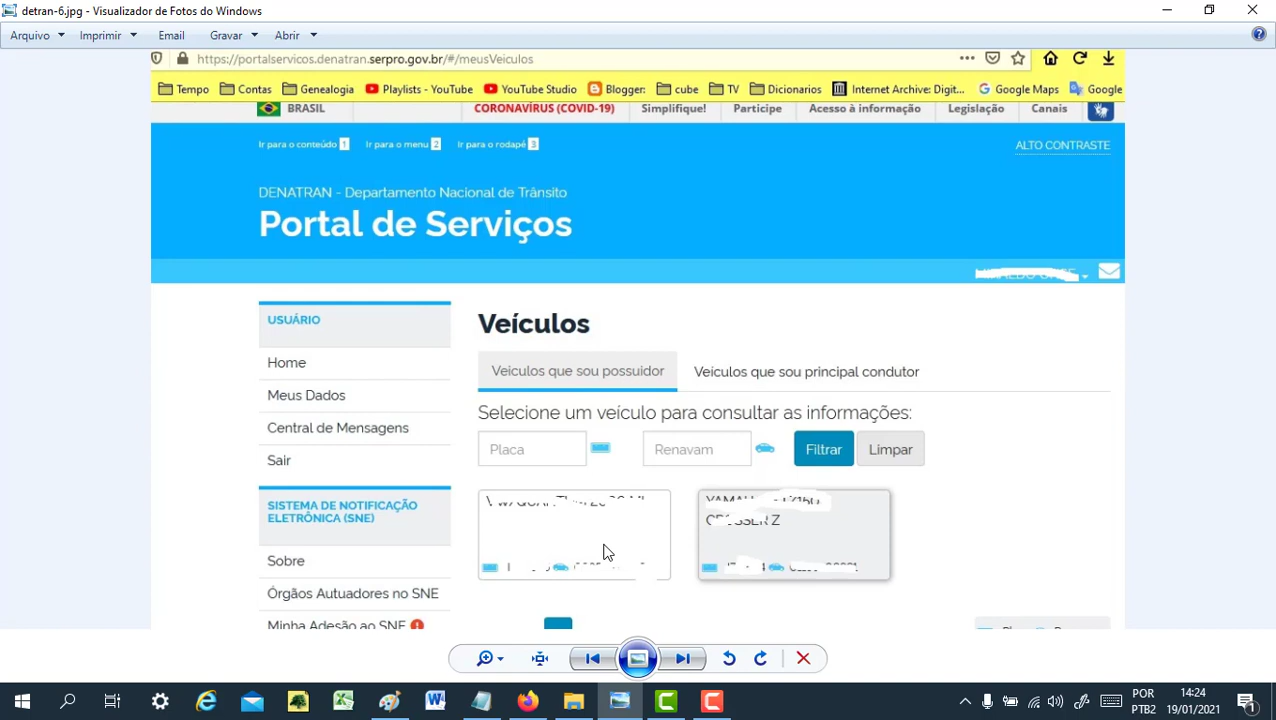 detran-6.jpg - Visualizador de Fotos do Windows
Arquivo Imprimir Email Gravar Abrir
https://portalservicos.denatran.serpro.gov.br/#/meusVeiculos
Tempo Contas Genealogia Playlists - YouTube YouTube Studio Blogger: cube TV Dicionarios Internet Archive: Digit... Google Maps Google
BRASIL CORONAVÍRUS (COVID-19) Simplifique! Participe Acesso à informação Legislação Canais
Ir para o conteúdo 1 Ir para o menu 2 Ir para o rodapé 3 ALTO CONTRASTE
DENATRAN - Departamento Nacional de Trânsito
Portal de Serviços
USUÁRIO
Home
Meus Dados
Central de Mensagens
Sair
SISTEMA DE NOTIFICAÇÃO
ELETRÔNICA (SNE)
Sobre
Órgãos Autuadores no SNE
Minha Adesão ao SNE
Veículos
Veiculos que sou possuidor Veiculos que sou principal condutor
Selecione um veículo para consultar as informações:
Placa Renavam Filtrar Limpar
Z
POR 14:24
PTB2 19/01/2021
1